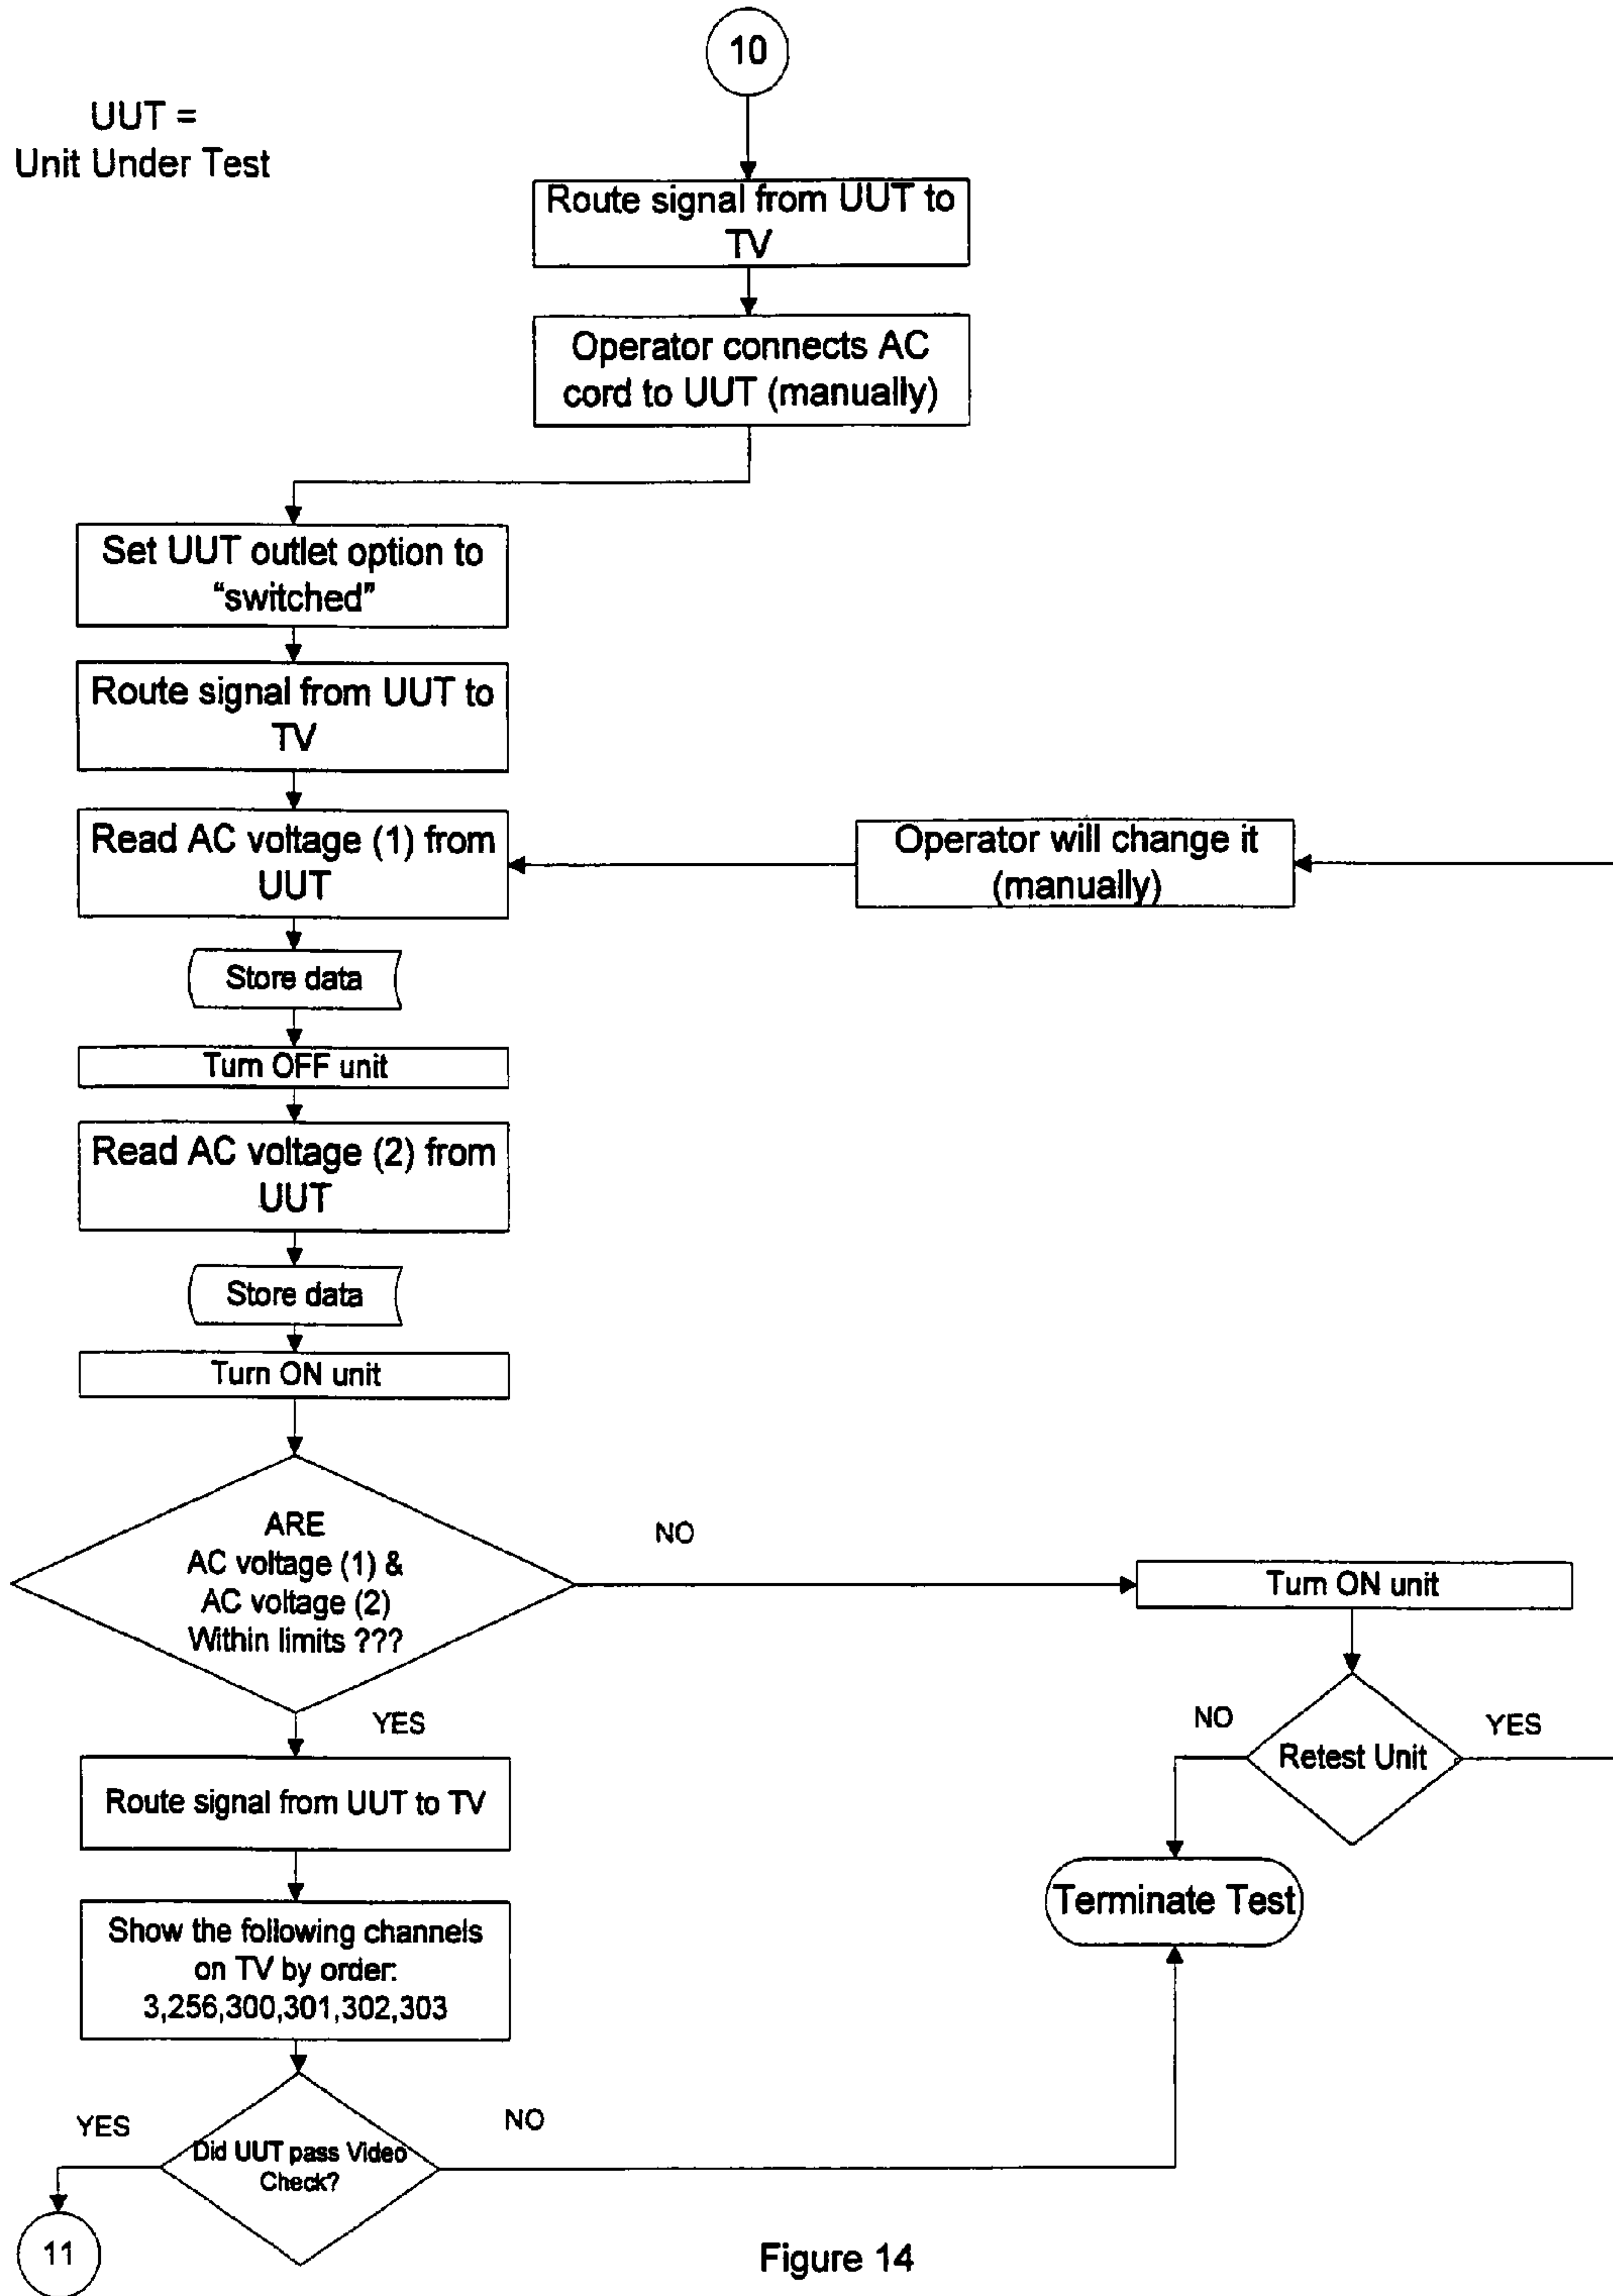 10
UUT =
Unit Under Test
Route signal from UUT to
TV
Operator connects AC
cord to UUT (manually)
Set UUT outlet option to
“switched”
Route signal from UUT to
TV
Read AC voltage (1) from
UUT
Operator will change it
(manually)
Store data
Turn OFF unit
Read AC voltage (2) from
UUT
Store data
Turn ON unit
ARE
AC voltage (1) &
AC voltage (2)
Within limits ???
NO
Turn ON unit
YES
NO
YES
Retest Unit
Route signal from UUT to TV
Terminate Test
Show the following channels
on TV by order:
3,256,300,301,302,303
YES
NO
Did UUT pass Video
Check?
11
Figure 14